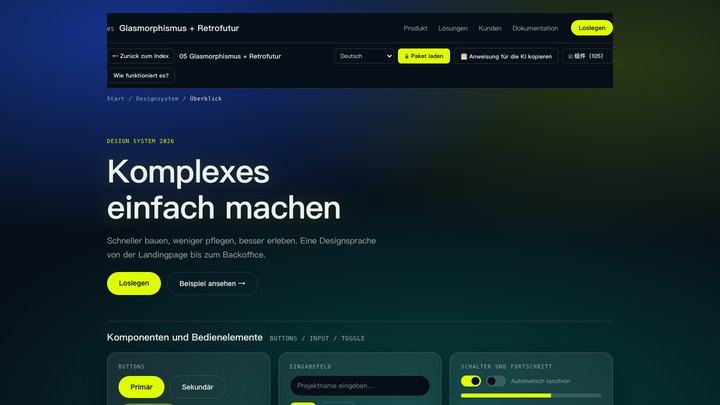 05 Glasmorphismus + Retrofutur
Produkt Lösungen Kunden Dokumentation Loslegen
← Zurück zum Index 05 Glasmorphismus + Retrofutur Deutsch Paket laden Anweisung für die KI kopieren 组件 (105)
Wie funktioniert es?
Start / Designsystem / Überblick
DESIGN SYSTEM 2026
Komplexes
einfach machen
Schneller bauen, weniger pflegen, besser erleben. Eine Designsprache
von der Landingpage bis zum Backoffice.
Loslegen Beispiel ansehen →
Komponenten und Bedienelemente BUTTONS / INPUT / TOGGLE
BUTTONS EINGABEFELD SCHALTER UND FORTSCHRITT
Primär Sekundär Projektname eingeben… Automatisch synchron